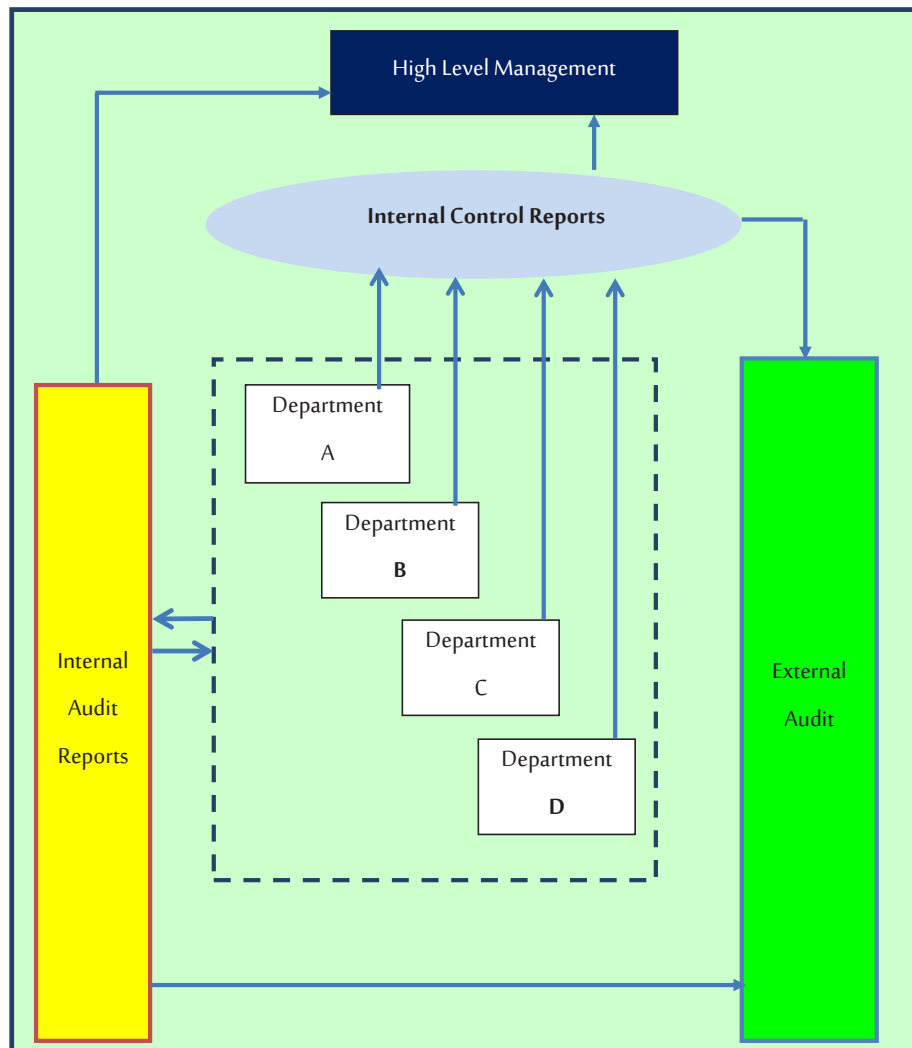 High Level Management
Internal Control Reports
Department
A
Department
B
Department
C
Department
D
Internal
Audit
Reports
External
Audit